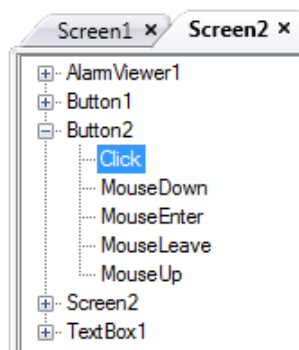 Screen1 × Screen2 ×
AlarmViewer1
Button1
Button2
Click
MouseDown
MouseEnter
MouseLeave
MouseUp
Screen2
TextBox1